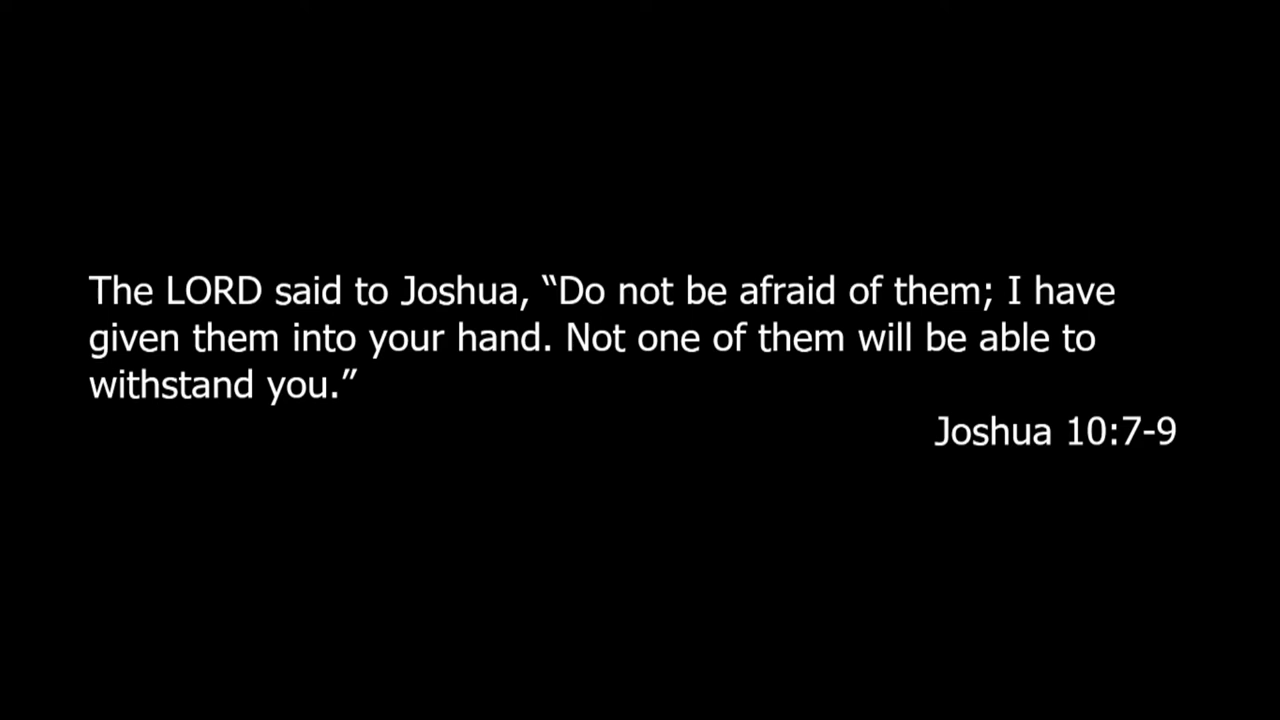 The LORD said to Joshua, “Do not be afraid of them; I have
given them into your hand. Not one of them will be able to
withstand you.”
Joshua 10:7-9